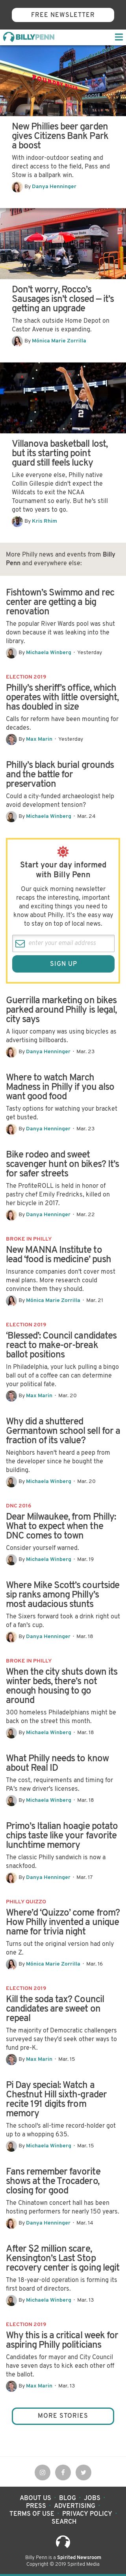 FREE NEWSLETTER
BILLYPENN
New Phillies beer garden
gives Citizens Bank Park
a boost
With indoor-outdoor seating and
direct access to the field, Pass and
Stow is a ballpark win.
By Danya Henninger
Don't worry, Rocco's
Sausages isn't closed — it's
getting an upgrade
The shack outside Home Depot on
Castor Avenue is expanding.
By Mónica Marie Zorrilla
Villanova basketball lost,
but its starting point
guard still feels lucky
Like everyone else, Philly native
Collin Gillespie didn't expect the
Wildcats to exit the NCAA
Tournament so early. But he's still
got two years to go.
By Kris Rhim
More Philly news and events from Billy
Penn and everywhere else:
Fishtown's Swimmo and rec
center are getting a big
renovation
The popular River Wards pool was shut
down because it was leaking into the
library.
By Michaela Winberg · Yesterday
ELECTION 2019
Philly's sheriff's office, which
operates with little oversight,
has doubled in size
Calls for reform have been mounting for
decades.
By Max Marin · Yesterday
Philly's black burial grounds
and the battle for
preservation
Could a city-funded archaeologist help
avoid development tension?
By Michaela Winberg · Mar. 24
Start your day informed
with Billy Penn
Our quick morning newsletter
recaps the interesting, important
and exciting things you need to
know about Philly. It's the easy way
to stay on top of local news.
enter your email address
SIGN UP
Guerrilla marketing on bikes
parked around Philly is legal,
city says
A liquor company was using bicycles as
advertising billboards.
By Danya Henninger · Mar. 23
Where to watch March
Madness in Philly if you also
want good food
Tasty options for watching your bracket
get busted.
By Danya Henninger · Mar. 23
Bike rodeo and sweet
scavenger hunt on bikes? It's
for safer streets
The ProfiteROLL is held in honor of
pastry chef Emily Fredricks, killed on
her bicycle in 2017.
By Danya Henninger · Mar. 22
BROKE IN PHILLY
New MANNA Institute to
lead 'food is medicine' push
Insurance companies don't cover most
meal plans. More research could
convince them they should.
By Mónica Marie Zorrilla · Mar. 21
ELECTION 2019
'Blessed': Council candidates
react to make-or-break
ballot positions
In Philadelphia, your luck pulling a ball
out of a coffee can can determine your
political fate.
By Max Marin · Mar. 20
Why did a shuttered
Germantown school sell for a
fraction of its value?
Neighbors haven't heard a peep from
the developer since he bought the
building.
By Michaela Winberg · Mar. 20
DNC 2016
Dear Milwaukee, from Philly:
What to expect when the
DNC comes to town
Consider yourself warned.
By Michaela Winberg · Mar. 19
Where Mike Scott's courtside
sip ranks among Philly's
most audacious stunts
The Sixers forward took a drink right out
of a fan's cup.
By Danya Henninger · Mar. 18
BROKE IN PHILLY
When the city shuts down its
winter beds, there's not
enough housing to go
around
300 homeless Philadelphians might be
back on the street this month.
By Michaela Winberg · Mar. 18
What Philly needs to know
about Real ID
The cost, requirements and timing for
PA's new driver's licenses.
By Michaela Winberg · Mar. 18
Primo's Italian hoagie potato
chips taste like your favorite
lunchtime memory
The classic Philly sandwich is now a
snackfood.
By Danya Henninger · Mar. 17
PHILLY QUIZZO
Where'd 'Quizzo' come from?
How Philly invented a unique
name for trivia night
Turns out the original version had only
one Z.
By Mónica Marie Zorrilla · Mar. 16
ELECTION 2019
Kill the soda tax? Council
candidates are sweet on
repeal
The majority of Democratic challengers
surveyed say they'd seek other ways to
fund pre-K.
By Max Marin · Mar. 15
Pi Day special: Watch a
Chestnut Hill sixth-grader
recite 191 digits from
memory
The school's all-time record-holder got
a whopping 635.
By Michaela Winberg · Mar. 15
Fans remember favorite
shows at the Trocadero,
closing for good
The Chinatown concert hall has been
hosting performers for nearly 150 years.
By Danya Henninger · Mar. 14
After $2 million scare,
Kensington's Last Stop
recovery center is going legit
The 18-year-old operation is forming its
first board of directors.
By Michaela Winberg · Mar. 13
ELECTION 2019
Why this is a critical week for
aspiring Philly politicians
Candidates for mayor and City Council
have seven days to kick each other off
the ballot.
By Max Marin · Mar. 13
MORE STORIES
ABOUT US BLOG JOBS
PRESS ADVERTISING
TERMS OF USE PRIVACY POLICY
SEARCH
Billy Penn is a Spirited Newsroom
Copyright © 2019 Spirited Media